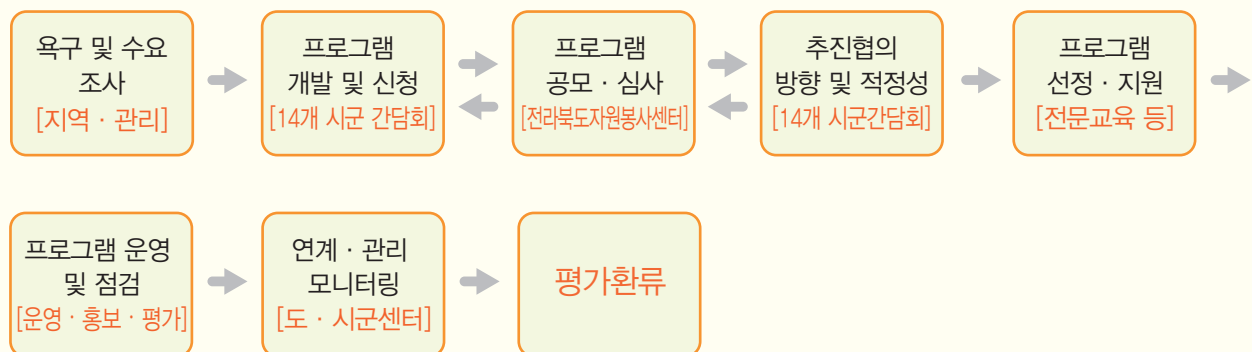 욕구 및 수요
조사
[지역 · 관리]
프로그램
개발 및 신청
[14개 시군 간담회]
프로그램
공모 · 심사
[전라북도자원봉사센터]
추진협의
방향 및 적정성
[14개 시군간담회]
프로그램
선정 · 지원
[전문교육 등]
프로그램 운영
및 점검
[운영 · 홍보 · 평가]
연계 · 관리
모니터링
[도 · 시군센터]
평가환류